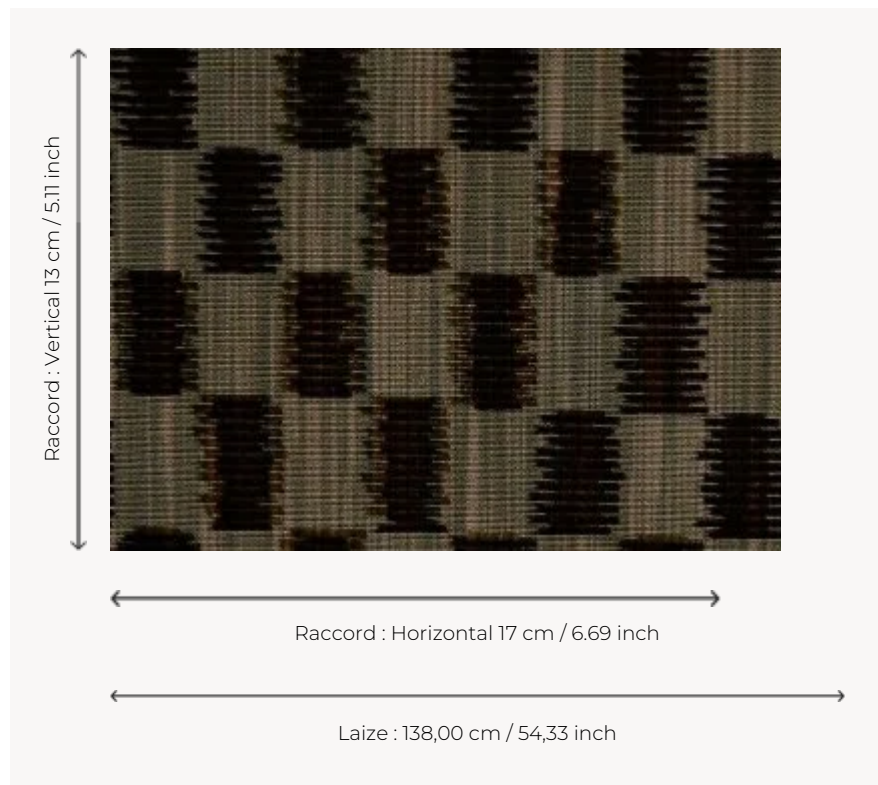 Raccord : Vertical 13 cm / 5.11 inch
Raccord : Horizontal 17 cm / 6.69 inch
Laize : 138,00 cm / 54,33 inch